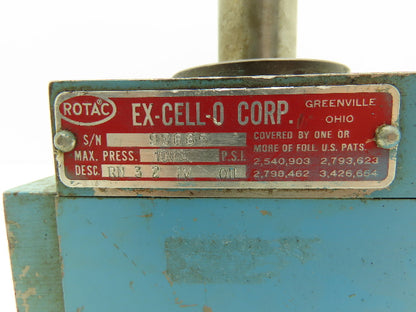 ROTAC EX-CELL-O CORP. GREENVILLE
OHIO
S/N
COVERED BY ONE OR
MAX. PRESS. P.S.I. MORE OF FOLL. U.S. PATS.
2,540,903 2,793,623
DESC. 32 OIL 2,798,462 3,426,654